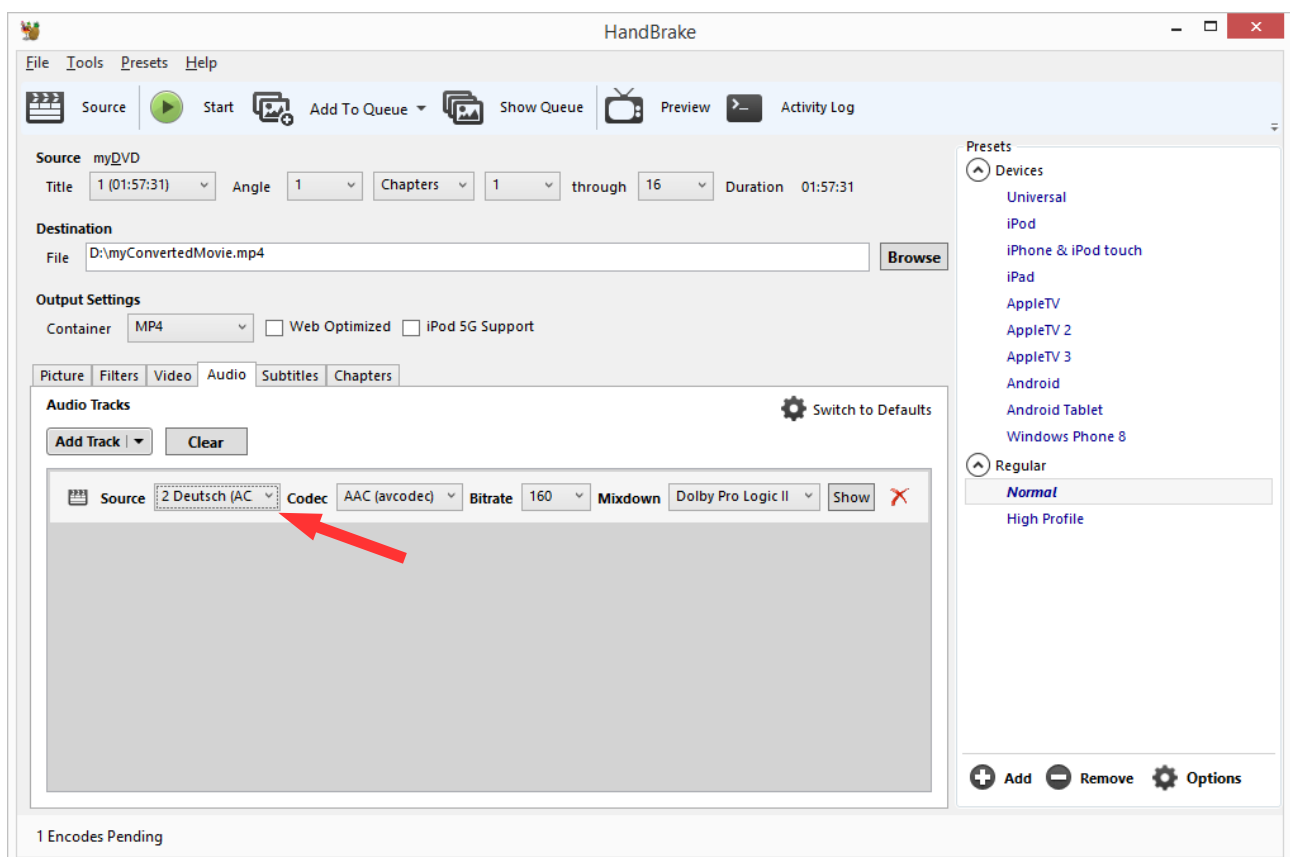 HandBrake
File Tools Presets Help
Source Start Add To Queue Show Queue Preview Activity Log
Source myDVD
Title 1 (01:57:31) Angle 1 Chapters 1 through 16 Duration 01:57:31
Destination
File D:\myConvertedMovie.mp4 Browse
Output Settings
Container MP4 Web Optimized iPod 5G Support
Picture Filters Video Audio Subtitles Chapters
Audio Tracks Switch to Defaults
Add Track Clear
Source 2 Deutsch (AC Codec AAC (avcodec) Bitrate 160 Mixdown Dolby Pro Logic II Show
Presets
Devices
Universal
iPod
iPhone & iPod touch
iPad
AppleTV
AppleTV 2
AppleTV 3
Android
Android Tablet
Windows Phone 8
Regular
Normal
High Profile
Add Remove Options
1 Encodes Pending